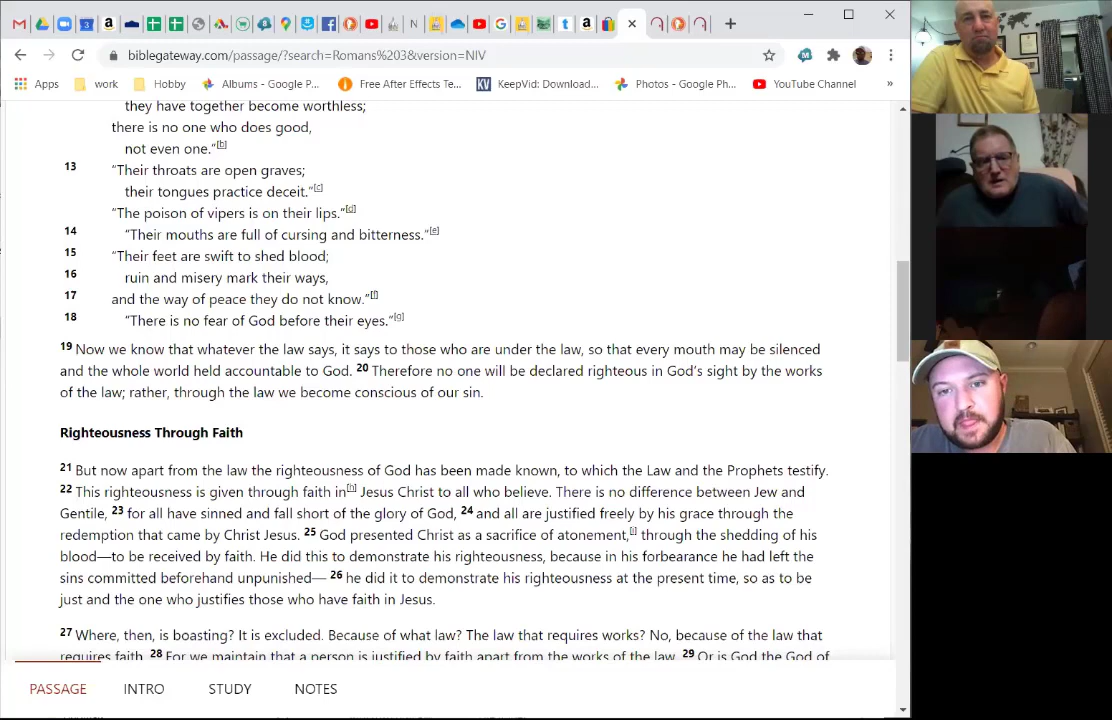 biblegateway.com/passage/?search=Romans%203&version=NIV
Apps work Hobby Albums - Google P... Free After Effects Te... KeepVid: Download,... Photos - Google Ph... YouTube Channel »
they have together become worthless;
there is no one who does good,
not even one.”[b]
13 “Their throats are open graves;
their tongues practice deceit.”[c]
“The poison of vipers is on their lips.”[d]
14 “Their mouths are full of cursing and bitterness.”[e]
15 “Their feet are swift to shed blood;
16 ruin and misery mark their ways,
17 and the way of peace they do not know.”[f]
18 “There is no fear of God before their eyes.”[g]
19 Now we know that whatever the law says, it says to those who are under the law, so that every mouth may be silenced
and the whole world held accountable to God. 20 Therefore no one will be declared righteous in God’s sight by the works
of the law; rather, through the law we become conscious of our sin.
Righteousness Through Faith
21 But now apart from the law the righteousness of God has been made known, to which the Law and the Prophets testify.
22 This righteousness is given through faith in[h] Jesus Christ to all who believe. There is no difference between Jew and
Gentile, 23 for all have sinned and fall short of the glory of God, 24 and all are justified freely by his grace through the
redemption that came by Christ Jesus. 25 God presented Christ as a sacrifice of atonement,[i] through the shedding of his
blood—to be received by faith. He did this to demonstrate his righteousness, because in his forbearance he had left the
sins committed beforehand unpunished— 26 he did it to demonstrate his righteousness at the present time, so as to be
just and the one who justifies those who have faith in Jesus.
27 Where, then, is boasting? It is excluded. Because of what law? The law that requires works? No, because of the law that
requires faith. 28 For we maintain that a person is justified by faith apart from the works of the law. 29 Or is God the God of
PASSAGE INTRO STUDY NOTES